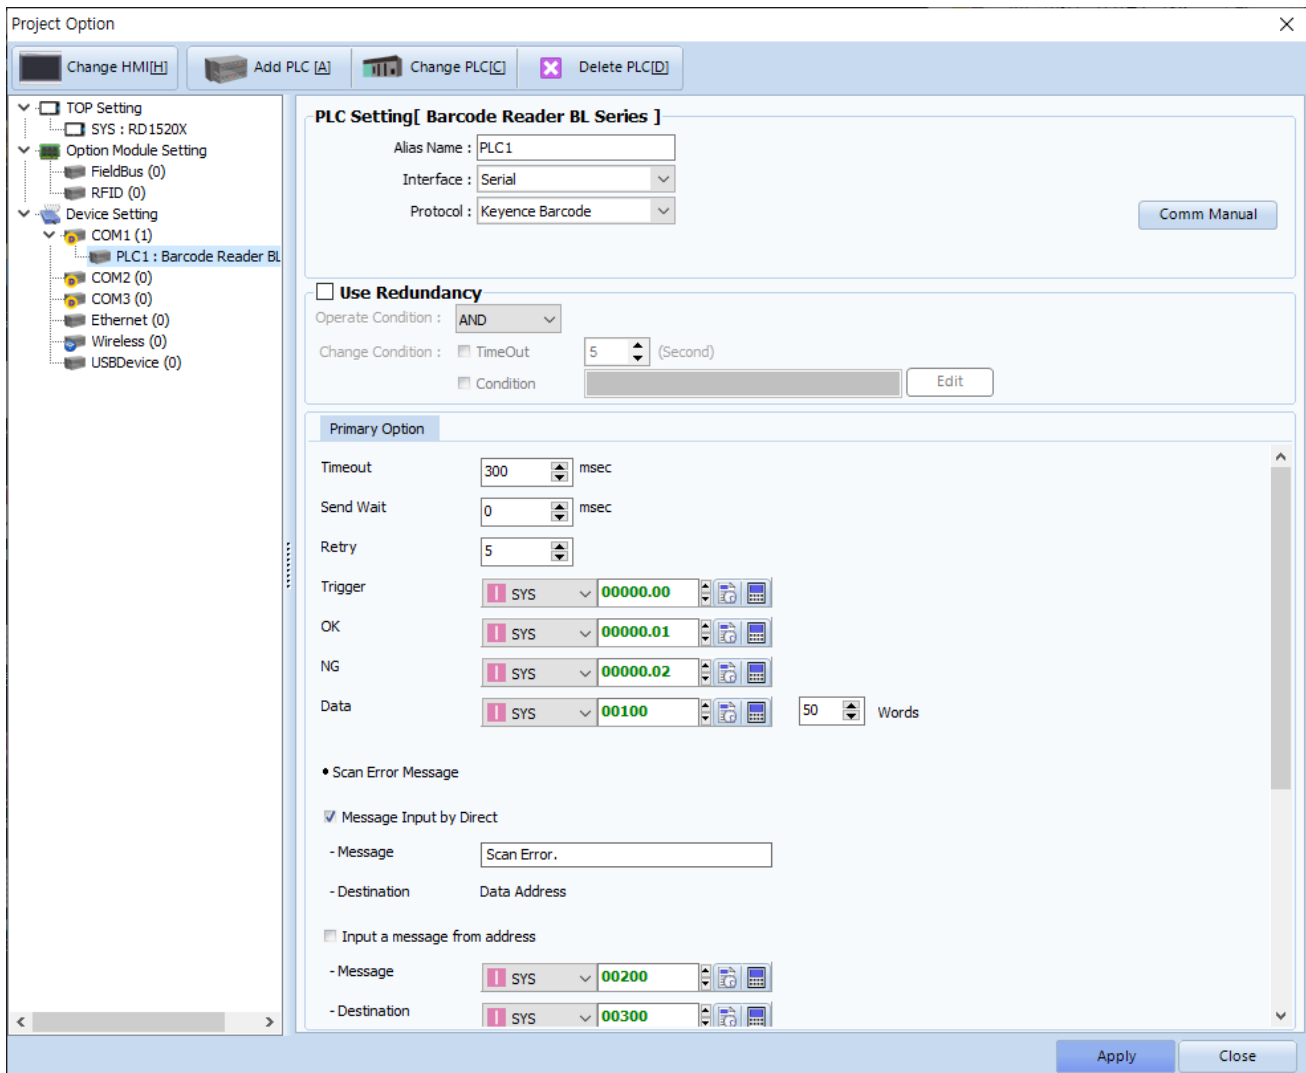 Project Option
Change HMI[H]
Add PLC [A]
Change PLC[C]
Delete PLC[D]
TOP Setting
SYS : RD1520X
Option Module Setting
FieldBus (0)
RFID (0)
Device Setting
COM1 (1)
PLC1 : Barcode Reader BL
COM2 (0)
COM3 (0)
Ethernet (0)
Wireless (0)
USBDevice (0)
PLC Setting[ Barcode Reader BL Series ]
Alias Name : PLC1
Interface : Serial
Protocol : Keyence Barcode
Comm Manual
Use Redundancy
Operate Condition : AND
Change Condition : TimeOut 5 (Second)
Condition Edit
Primary Option
Timeout 300 msec
Send Wait 0 msec
Retry 5
Trigger SYS 00000.00
OK SYS 00000.01
NG SYS 00000.02
Data SYS 00100 50 Words
• Scan Error Message
Message Input by Direct
- Message Scan Error.
- Destination Data Address
Input a message from address
- Message SYS 00200
- Destination SYS 00300
Apply
Close